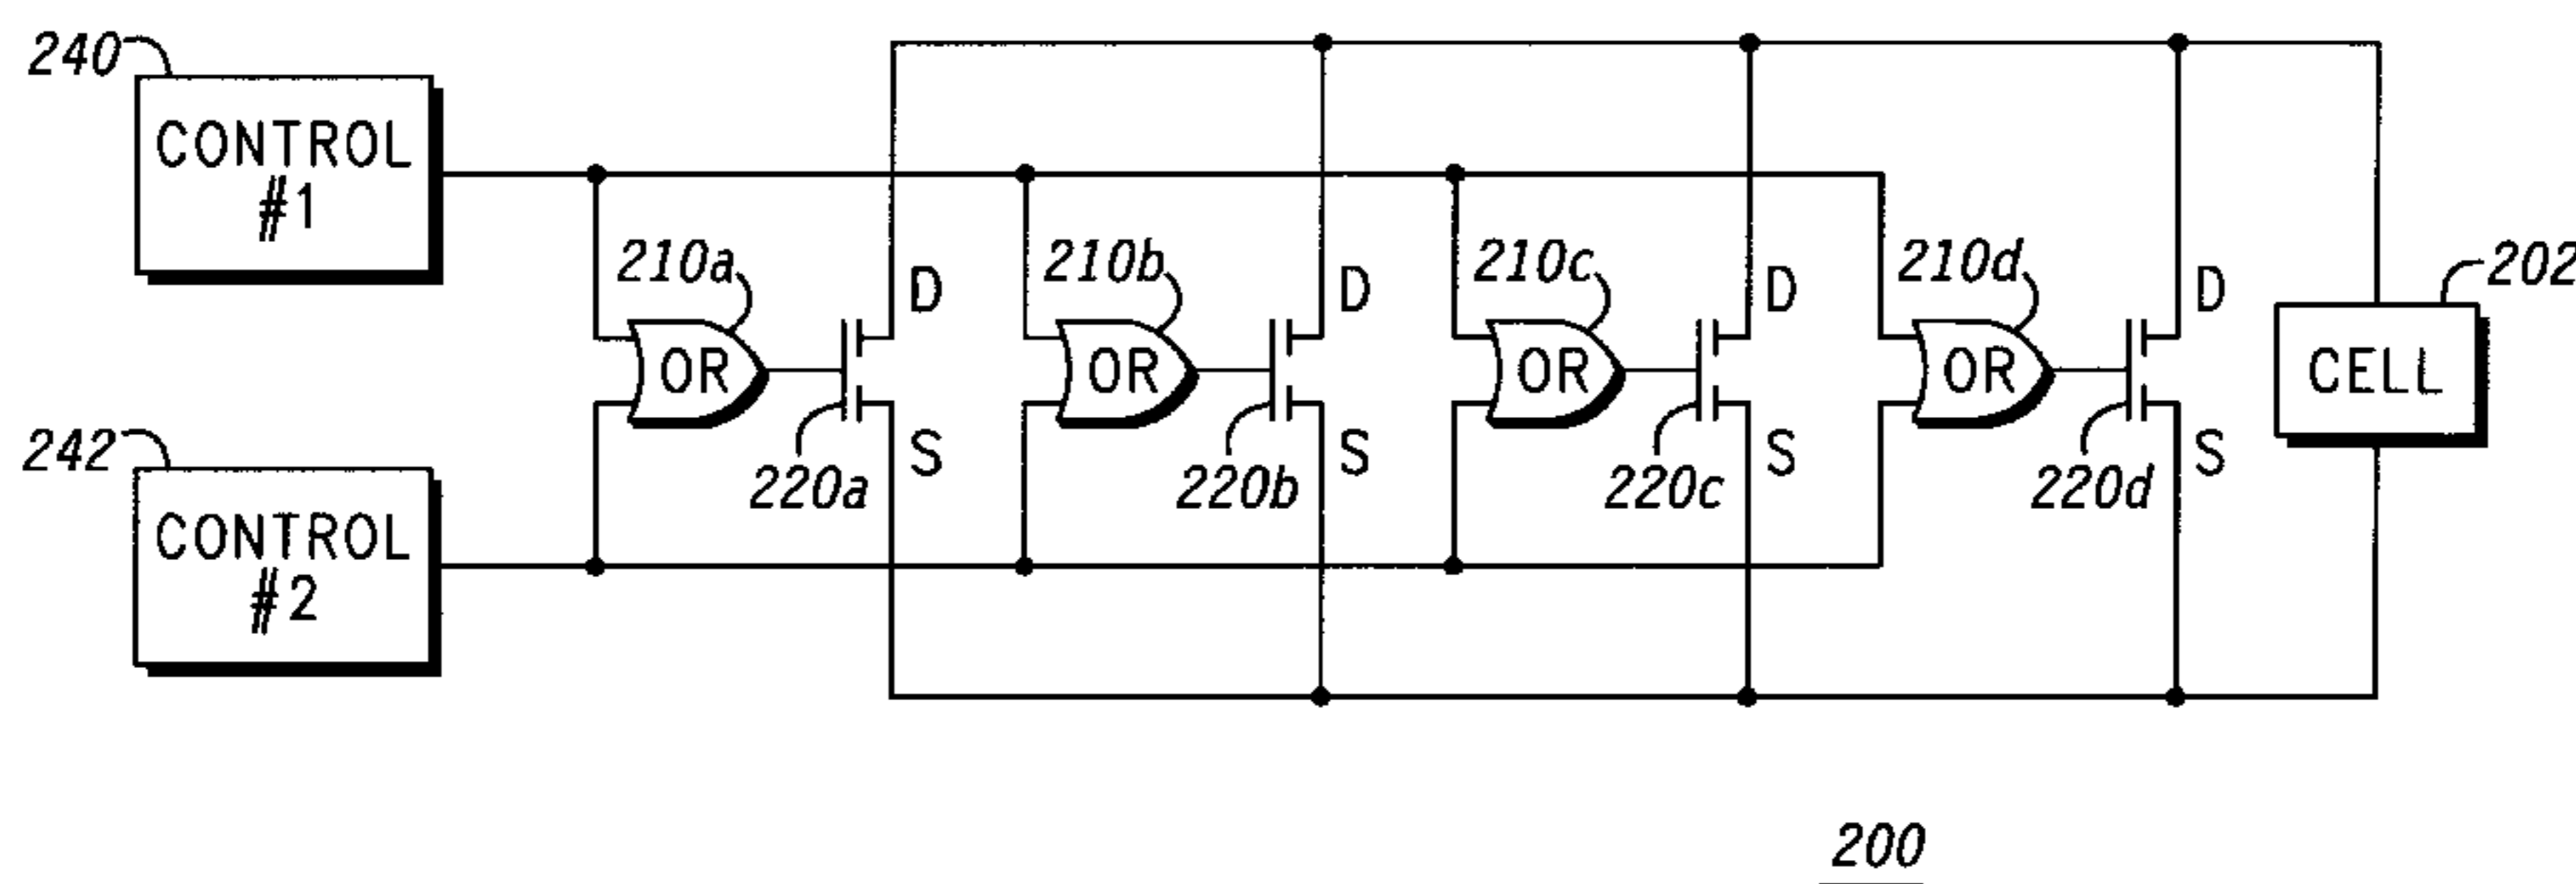 240
CONTROL
#1
210a
210b
210c
210d
202
D
D
D
D
OR
OR
OR
OR
CELL
242
S
S
S
S
220a
220b
220c
220d
CONTROL
#2
200